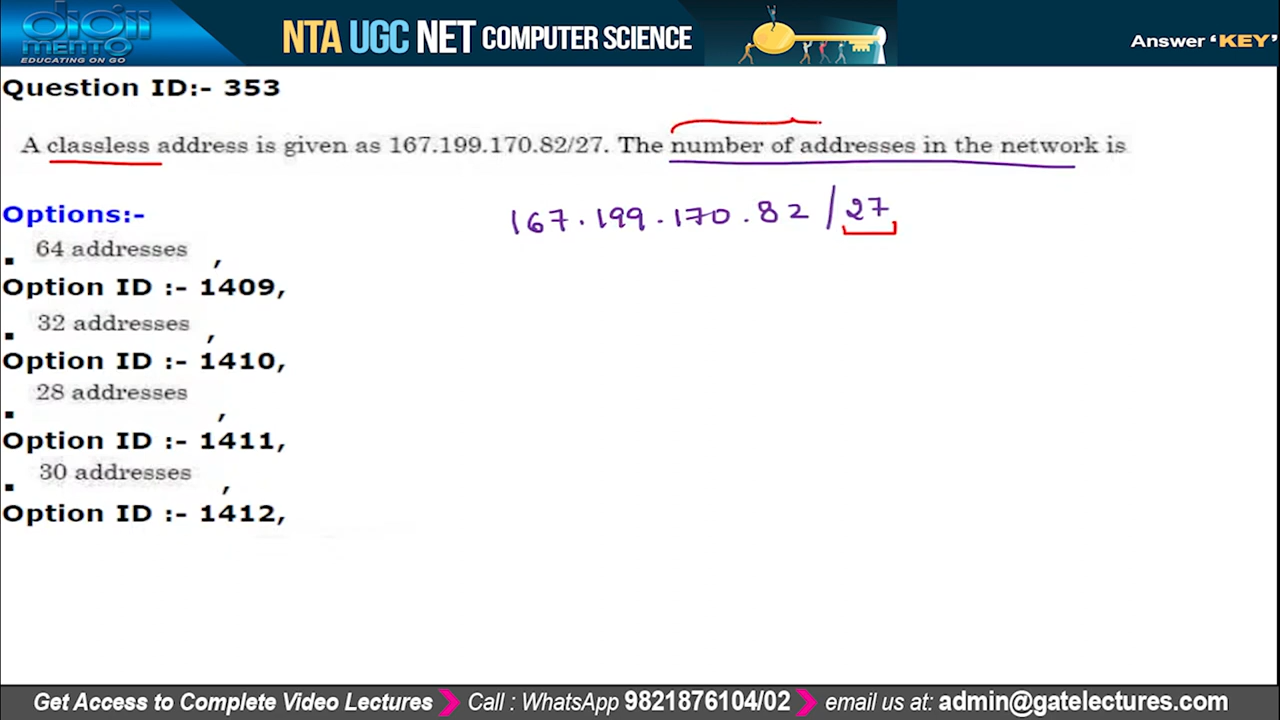 digii
MENTO
EDUCATING ON GO
NTA UGC NET COMPUTER SCIENCE
Answer ‘KEY’
Question ID:- 353
A classless address is given as 167.199.170.82/27. The number of addresses in the network is
167.199.170.82/27
Options:-
64 addresses ,
Option ID :- 1409,
32 addresses ,
Option ID :- 1410,
28 addresses ,
Option ID :- 1411,
30 addresses ,
Option ID :- 1412,
Get Access to Complete Video Lectures Call : WhatsApp 9821876104/02 email us at: admin@gatelectures.com